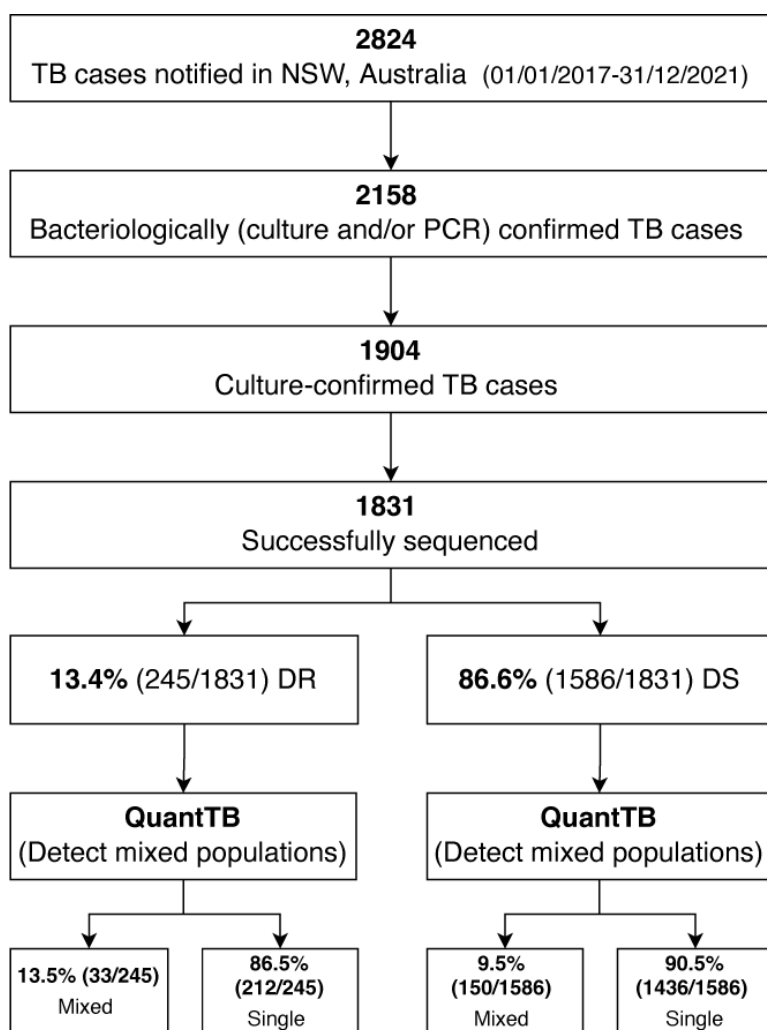 2824
TB cases notified in NSW, Australia (01/01/2017-31/12/2021)
2158
Bacteriologically (culture and/or PCR) confirmed TB cases
1904
Culture-confirmed TB cases
1831
Successfully sequenced
13.4% (245/1831) DR
86.6% (1586/1831) DS
QuantTB
(Detect mixed populations)
QuantTB
(Detect mixed populations)
13.5% (33/245)
Mixed
86.5%
(212/245)
Single
9.5%
(150/1586)
Mixed
90.5%
(1436/1586)
Single